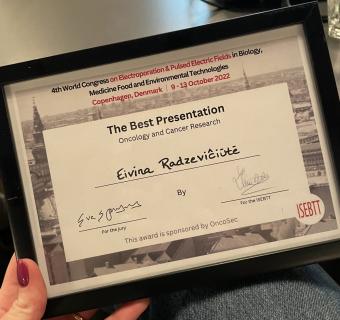 4th World Congress on Electroporation & Pulsed Electric Fields in Biology,
Medicine Food and Environmental Technologies
Copenhagen, Denmark | 9 - 13 October 2022
The Best Presentation
Oncology and Cancer Research
Eivina Radzevičiūtė
By
For the jury
For the ISEBTT
This award is sponsored by OncoSec
ISEBTT